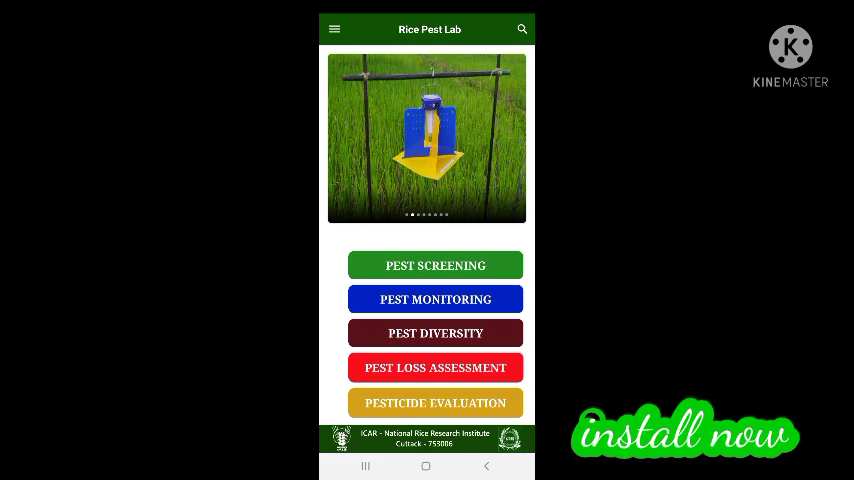 Rice Pest Lab
KINEMASTER
PEST SCREENING
PEST MONITORING
PEST DIVERSITY
PEST LOSS ASSESSMENT
PESTICIDE EVALUATION
ICAR - National Rice Research Institute
Cuttack - 753006
install now